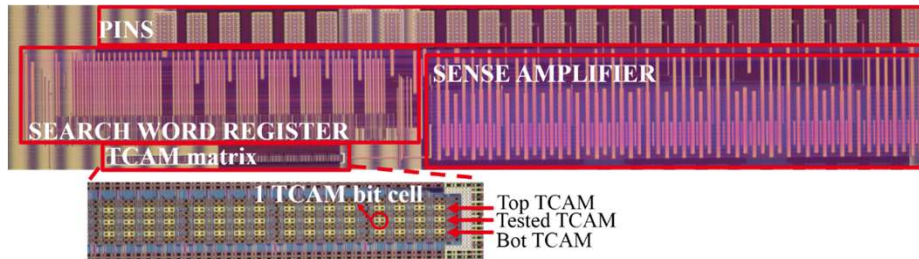 PINS
SENSE AMPLIFIER
SEARCH WORD REGISTER
TCAM matrix
1 TCAM bit cell
Top TCAM
Tested TCAM
Bot TCAM